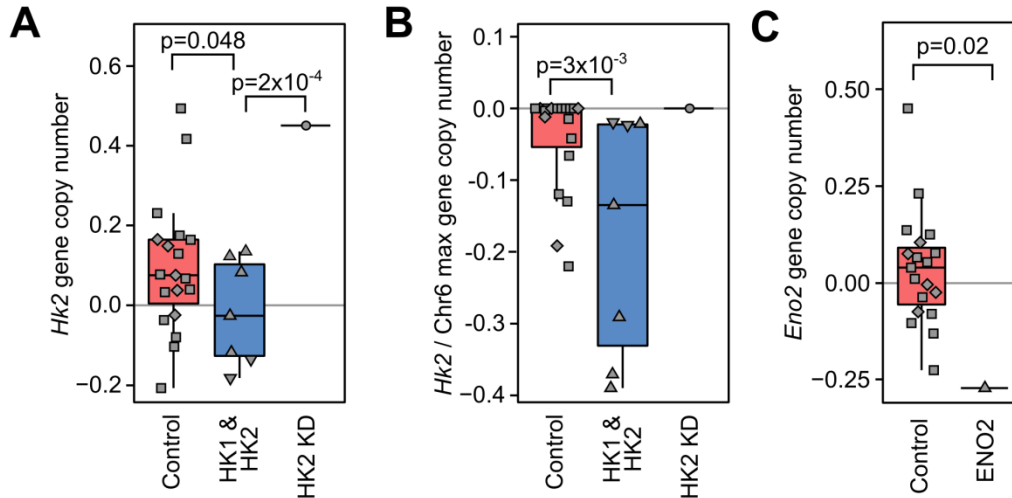 A
Hk2 gene copy number
0.6
0.4
0.2
0.0
−0.2
p=0.048
p=2x10⁻⁴
Control
HK1 &
HK2
HK2 KD
B
Hk2 / Chr6 max gene copy number
0.1
0.0
-0.1
-0.2
-0.3
-0.4
p=3x10⁻³
Control
HK1 &
HK2
HK2 KD
C
Eno2 gene copy number
0.50
0.25
0.00
−0.25
p=0.02
Control
ENO2